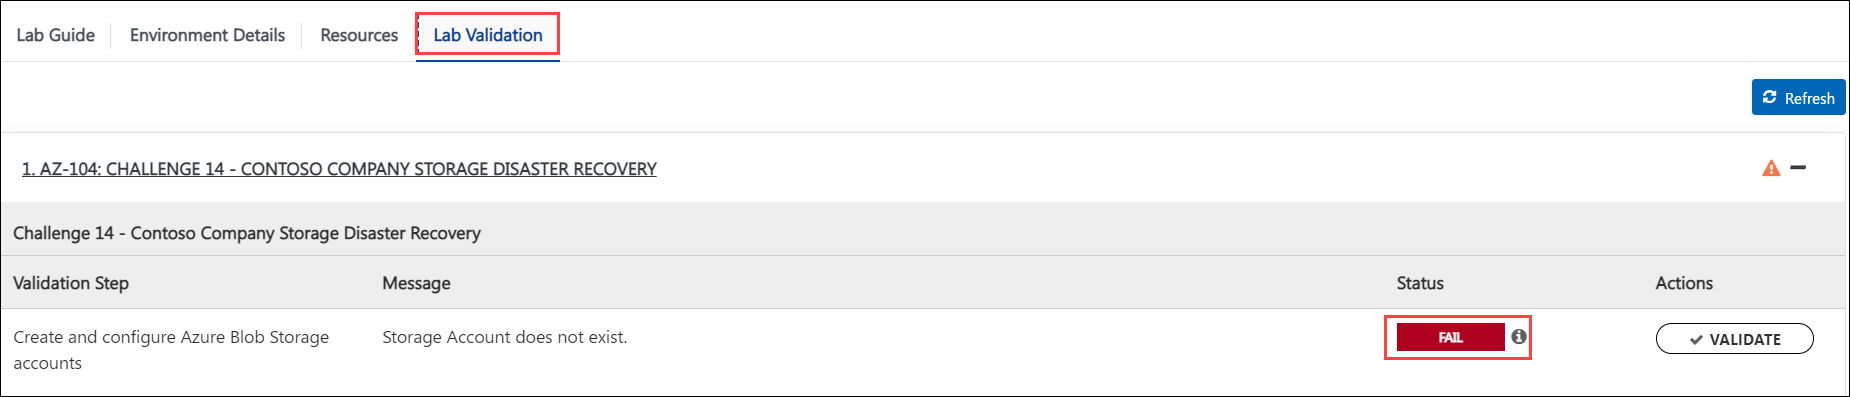 Lab Guide Environment Details Resources Lab Validation
Refresh
1. AZ-104: CHALLENGE 14 - CONTOSO COMPANY STORAGE DISASTER RECOVERY
Challenge 14 - Contoso Company Storage Disaster Recovery
Validation Step Message Status Actions
Create and configure Azure Blob Storage Storage Account does not exist. FAIL VALIDATE
accounts